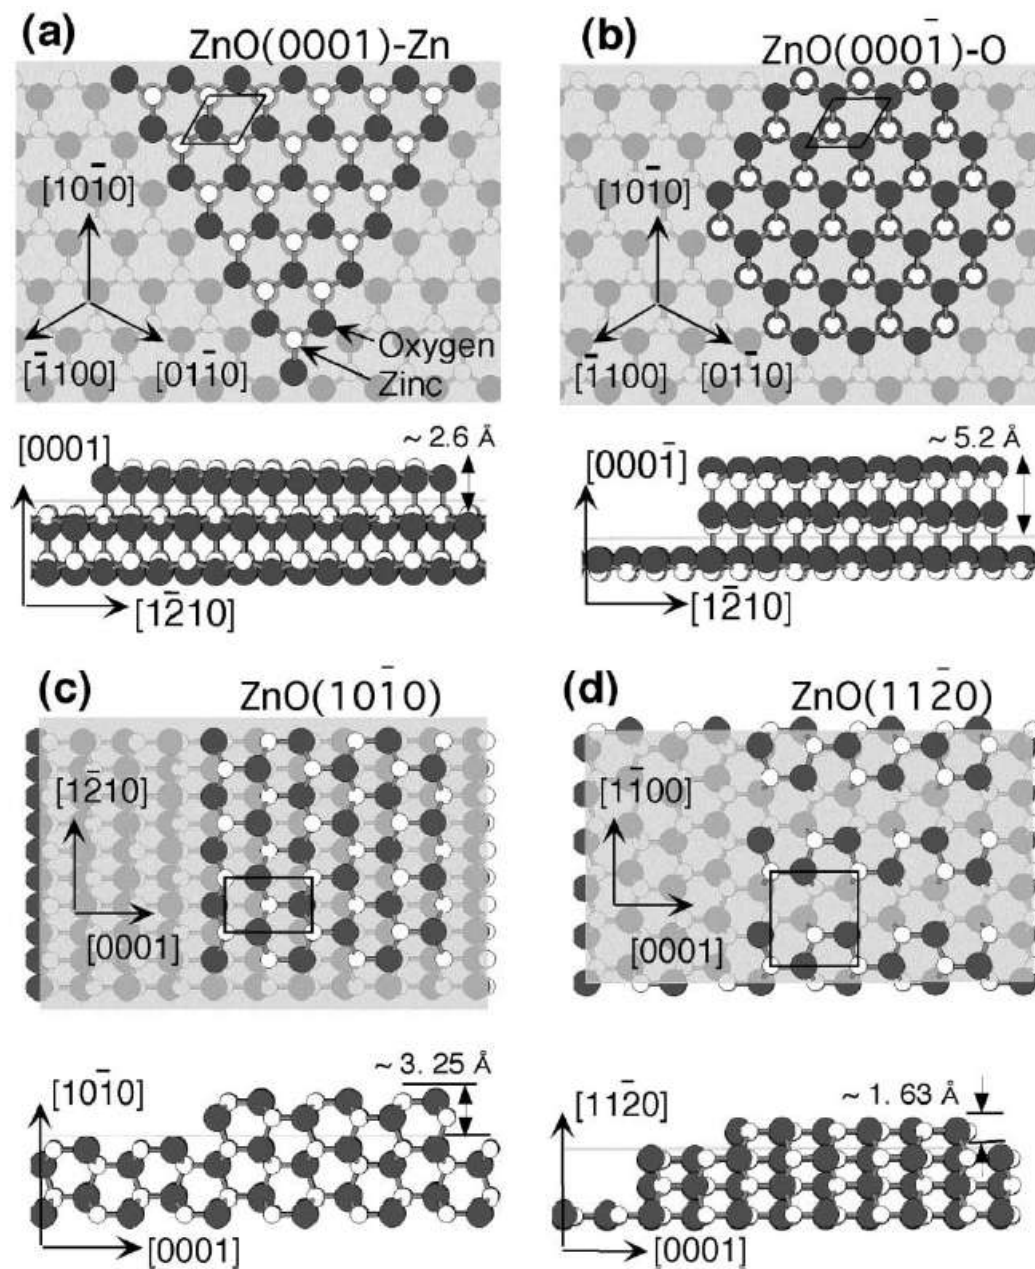 (a) ZnO(0001)-Zn
[101̄0]
[1̄100] [011̄0]
Oxygen
Zinc
[0001]
~ 2.6 Å
[12̄10]
(b) ZnO(0001̄)-O
[101̄0]
[1̄100] [011̄0]
[0001̄]
~ 5.2 Å
[12̄10]
(c) ZnO(101̄0)
[12̄10]
[0001]
[101̄0]
~ 3. 25 Å
[0001]
(d) ZnO(112̄0)
[11̄00]
[0001]
[112̄0]
~ 1. 63 Å
[0001]